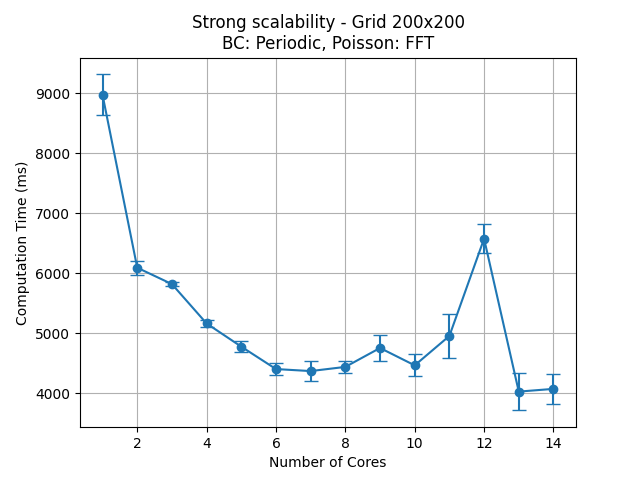 Strong scalability - Grid 200x200
BC: Periodic, Poisson: FFT
Computation Time (ms)
9000
8000
7000
6000
5000
4000
2 4 6 8 10 12 14
Number of Cores